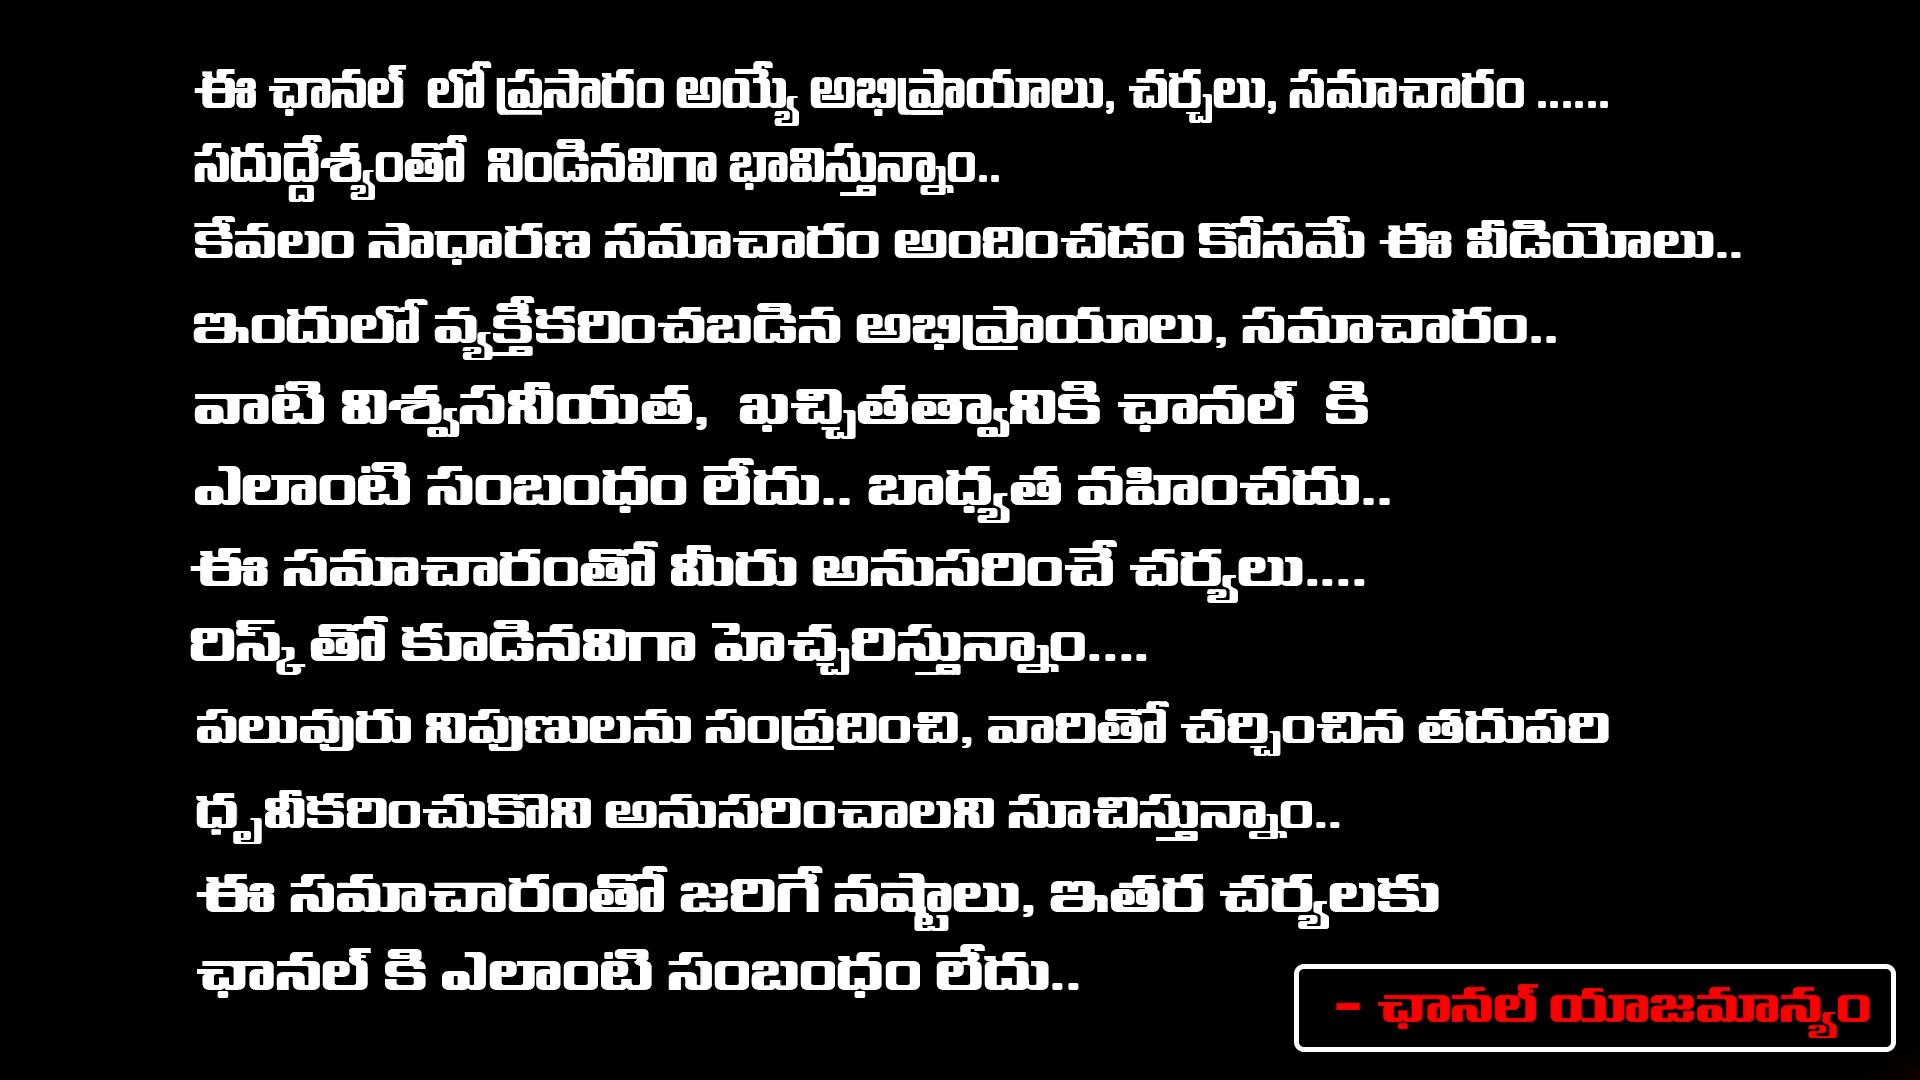 ఈ ఛానల్ లో ప్రసారం అయ్యే అభిప్రాయాలు, చర్చలు, సమాచారం ......
సదుద్దేశ్యంతో నిండినవిగా భావిస్తున్నాం..
కేవలం సాధారణ సమాచారం అందించడం కోసమే ఈ వీడియోలు..
ఇందులో వ్యక్తీకరించబడిన అభిప్రాయాలు, సమాచారం..
వాటి విశ్వసనీయత, ఖచ్చితత్వానికి ఛానల్ కి
ఎలాంటి సంబంధం లేదు.. బాధ్యత వహించదు..
ఈ సమాచారంతో మీరు అనుసరించే చర్యలు....
రిస్క్ తో కూడినవిగా హెచ్చరిస్తున్నాం....
పలువురు నిపుణులను సంప్రదించి, వారితో చర్చించిన తదుపరి
ధృవీకరించుకొని అనుసరించాలని సూచిస్తున్నాం..
ఈ సమాచారంతో జరిగే నష్టాలు, ఇతర చర్యలకు
ఛానల్ కి ఎలాంటి సంబంధం లేదు..
- ఛానల్ యాజమాన్యం